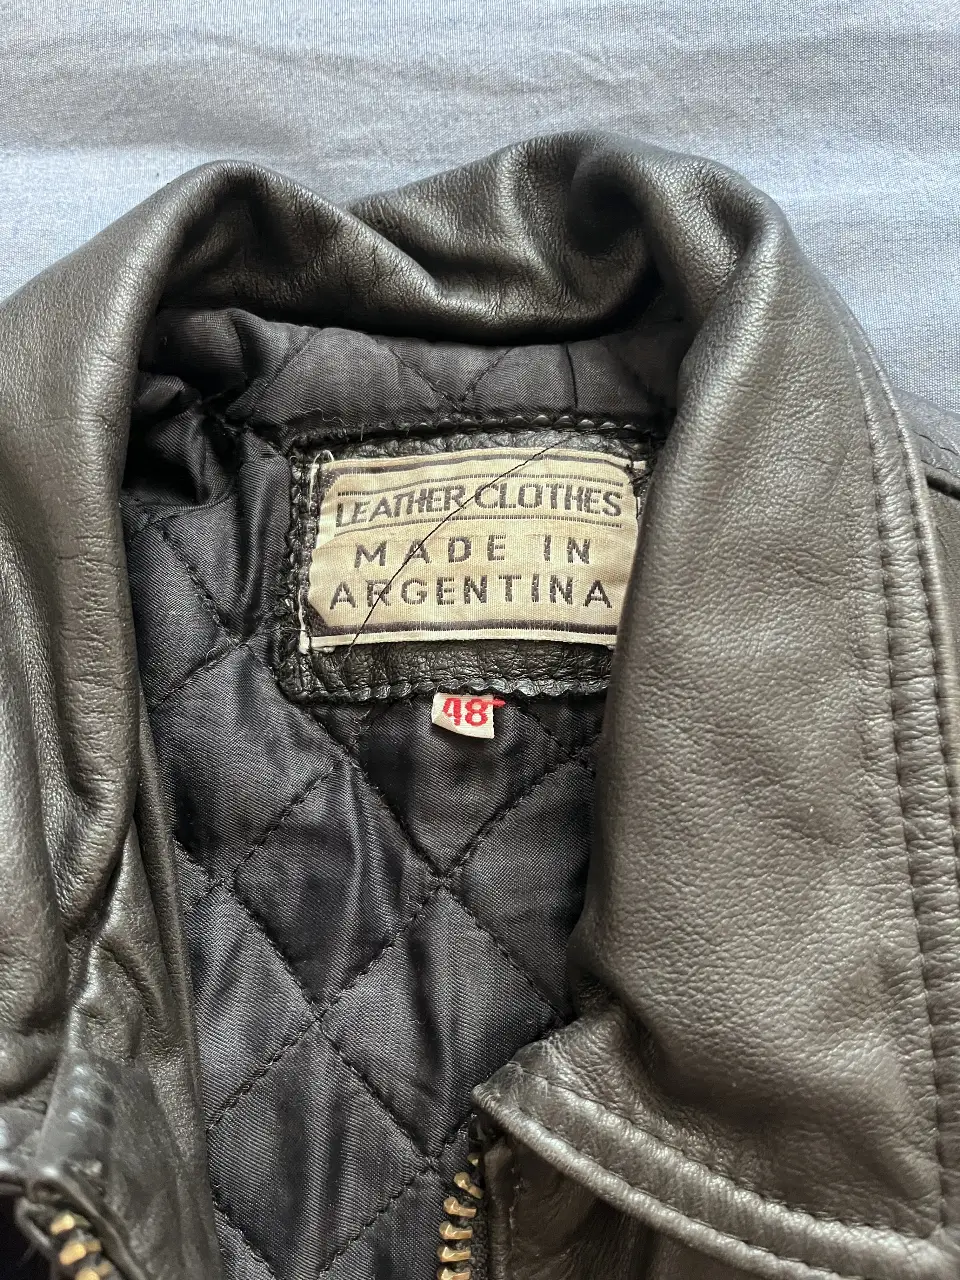 LEATHER CLOTHES
MADE IN
ARGENTINA
48